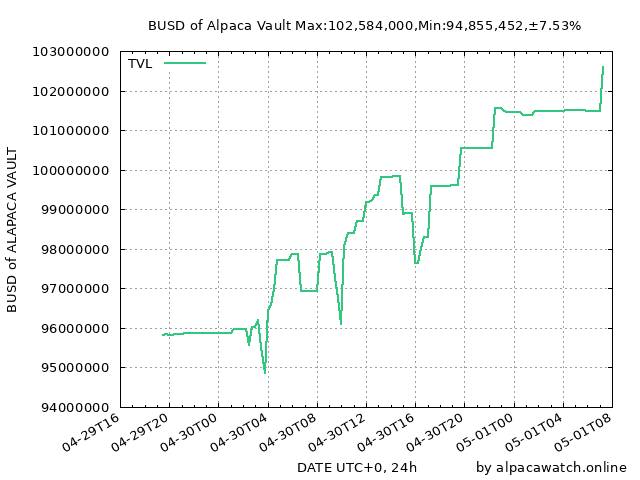 BUSD of Alpaca Vault Max:102,584,000,Min:94,855,452,±7.53%
TVL
BUSD of ALAPACA VAULT
103000000
102000000
101000000
100000000
99000000
98000000
97000000
96000000
95000000
94000000
04-29T16
04-29T20
04-30T00
04-30T04
04-30T08
04-30T12
04-30T16
04-30T20
05-01T00
05-01T04
05-01T08
DATE UTC+0, 24h
by alpacawatch.online